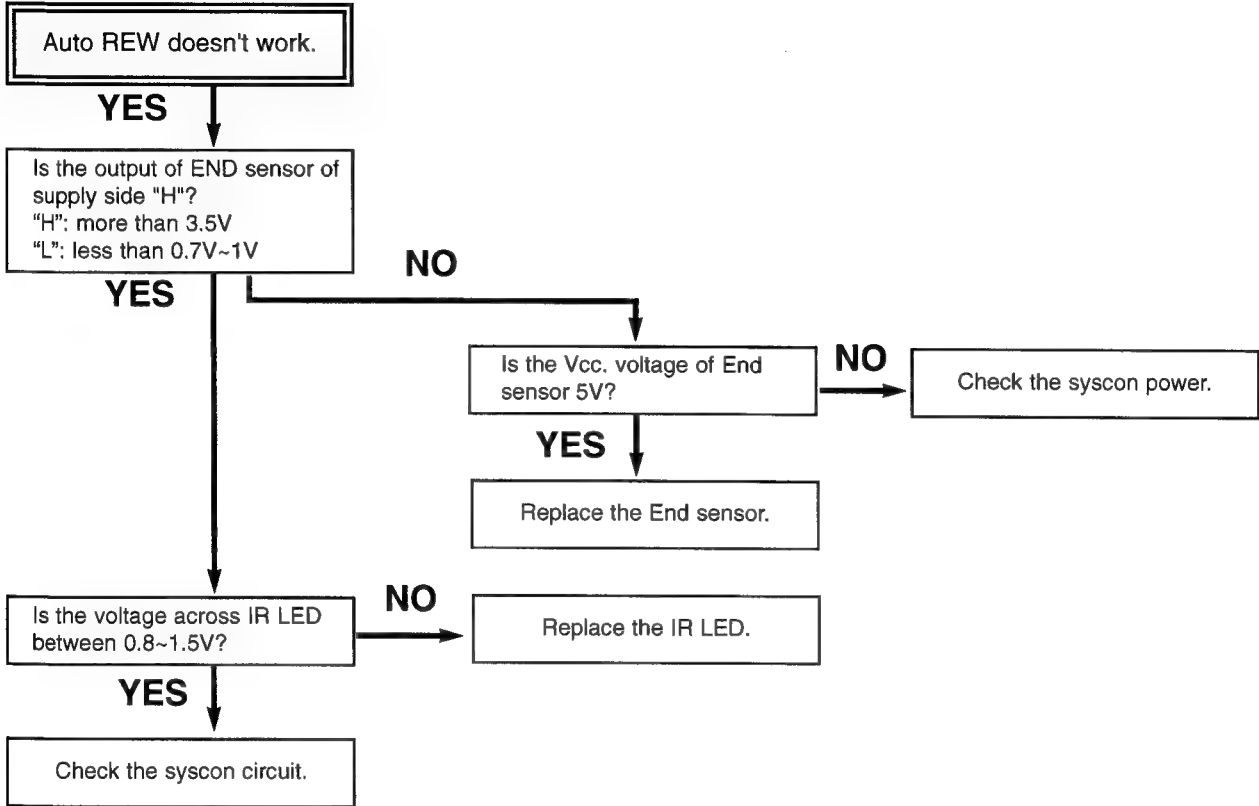 Auto REW doesn't work.
YES
Is the output of END sensor of
supply side "H"?
“H”: more than 3.5V
“L”: less than 0.7V~1V
YES
NO
Is the Vcc. voltage of End
sensor 5V?
NO
Check the syscon power.
YES
Replace the End sensor.
Is the voltage across IR LED
between 0.8~1.5V?
NO
Replace the IR LED.
YES
Check the syscon circuit.